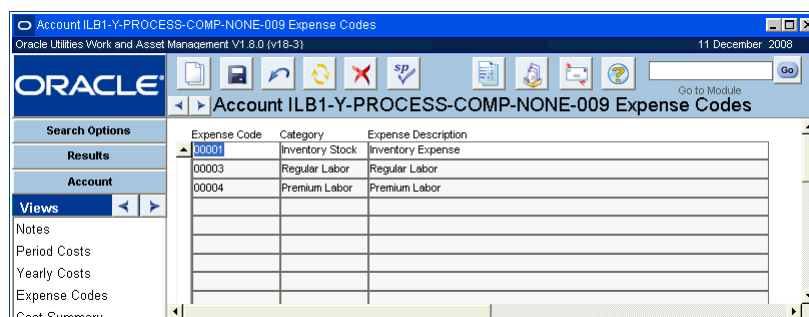 Account ILB1-Y-PROCESS-COMP-NONE-009 Expense Codes
Oracle Utilities Work and Asset Management V1.8.0 {v18-3} 11 December 2008
ORACLE
sp
Go
Go to Module
Account ILB1-Y-PROCESS-COMP-NONE-009 Expense Codes
Search Options
Results
Account
Views
Notes
Period Costs
Yearly Costs
Expense Codes
Cost Summary
Expense Code Category Expense Description
00001 Inventory Stock Inventory Expense
00003 Regular Labor Regular Labor
00004 Premium Labor Premium Labor